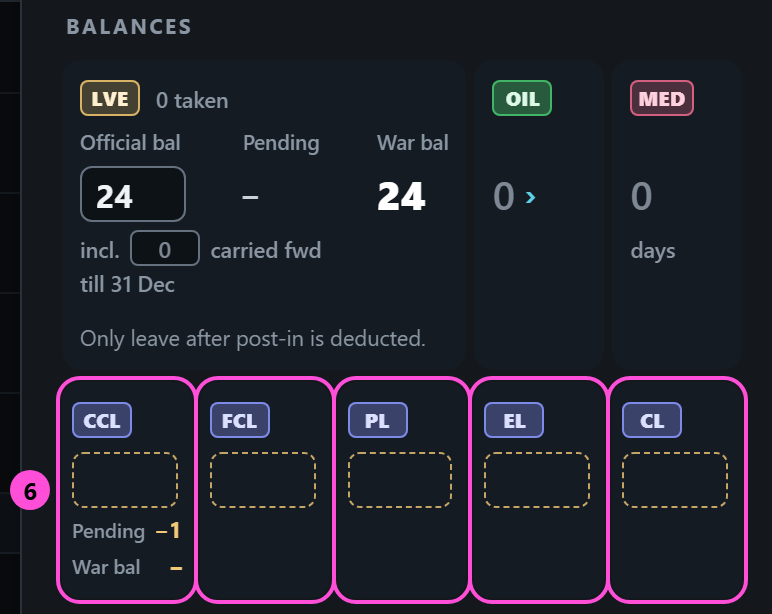 BALANCES
LVE 0 taken
Official bal Pending War bal
24 – 24
incl. 0 carried fwd
till 31 Dec
Only leave after post-in is deducted.
OIL
0 ›
MED
0
days
6
CCL
Pending –1
War bal –
FCL
PL
EL
CL